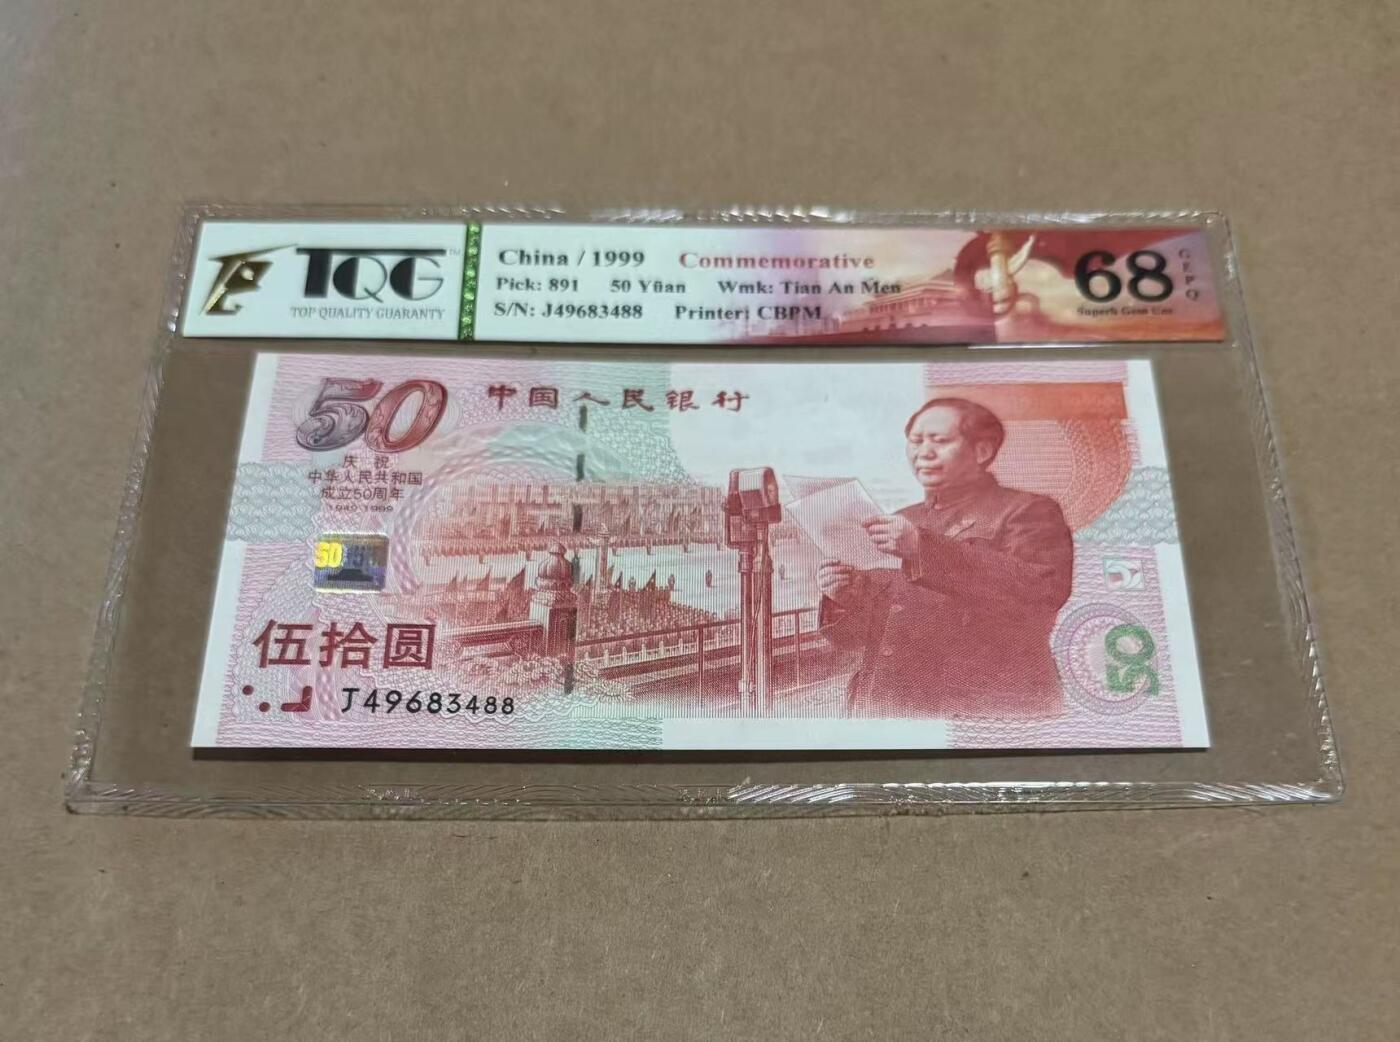 TQG™
TOP QUALITY GUARANTY
China / 1999 Commemorative
Pick: 891 50 Yüan Wmk: Tian An Men
S/N: J49683488 Printer: CBPM
68
Superb Gem Unc
GEPQ
50
中国人民银行
庆祝
中华人民共和国
成立50周年
1949-1999
50
伍拾圆
J49683488
50